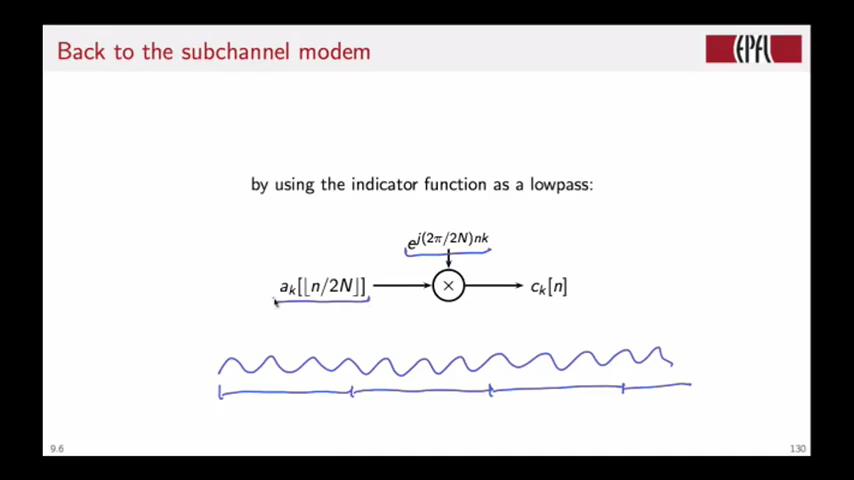 Back to the subchannel modem
EPFL
by using the indicator function as a lowpass:
e^{j(2π/2N)nk}
a_k[⌊n/2N⌋] × c_k[n]
9.6 130